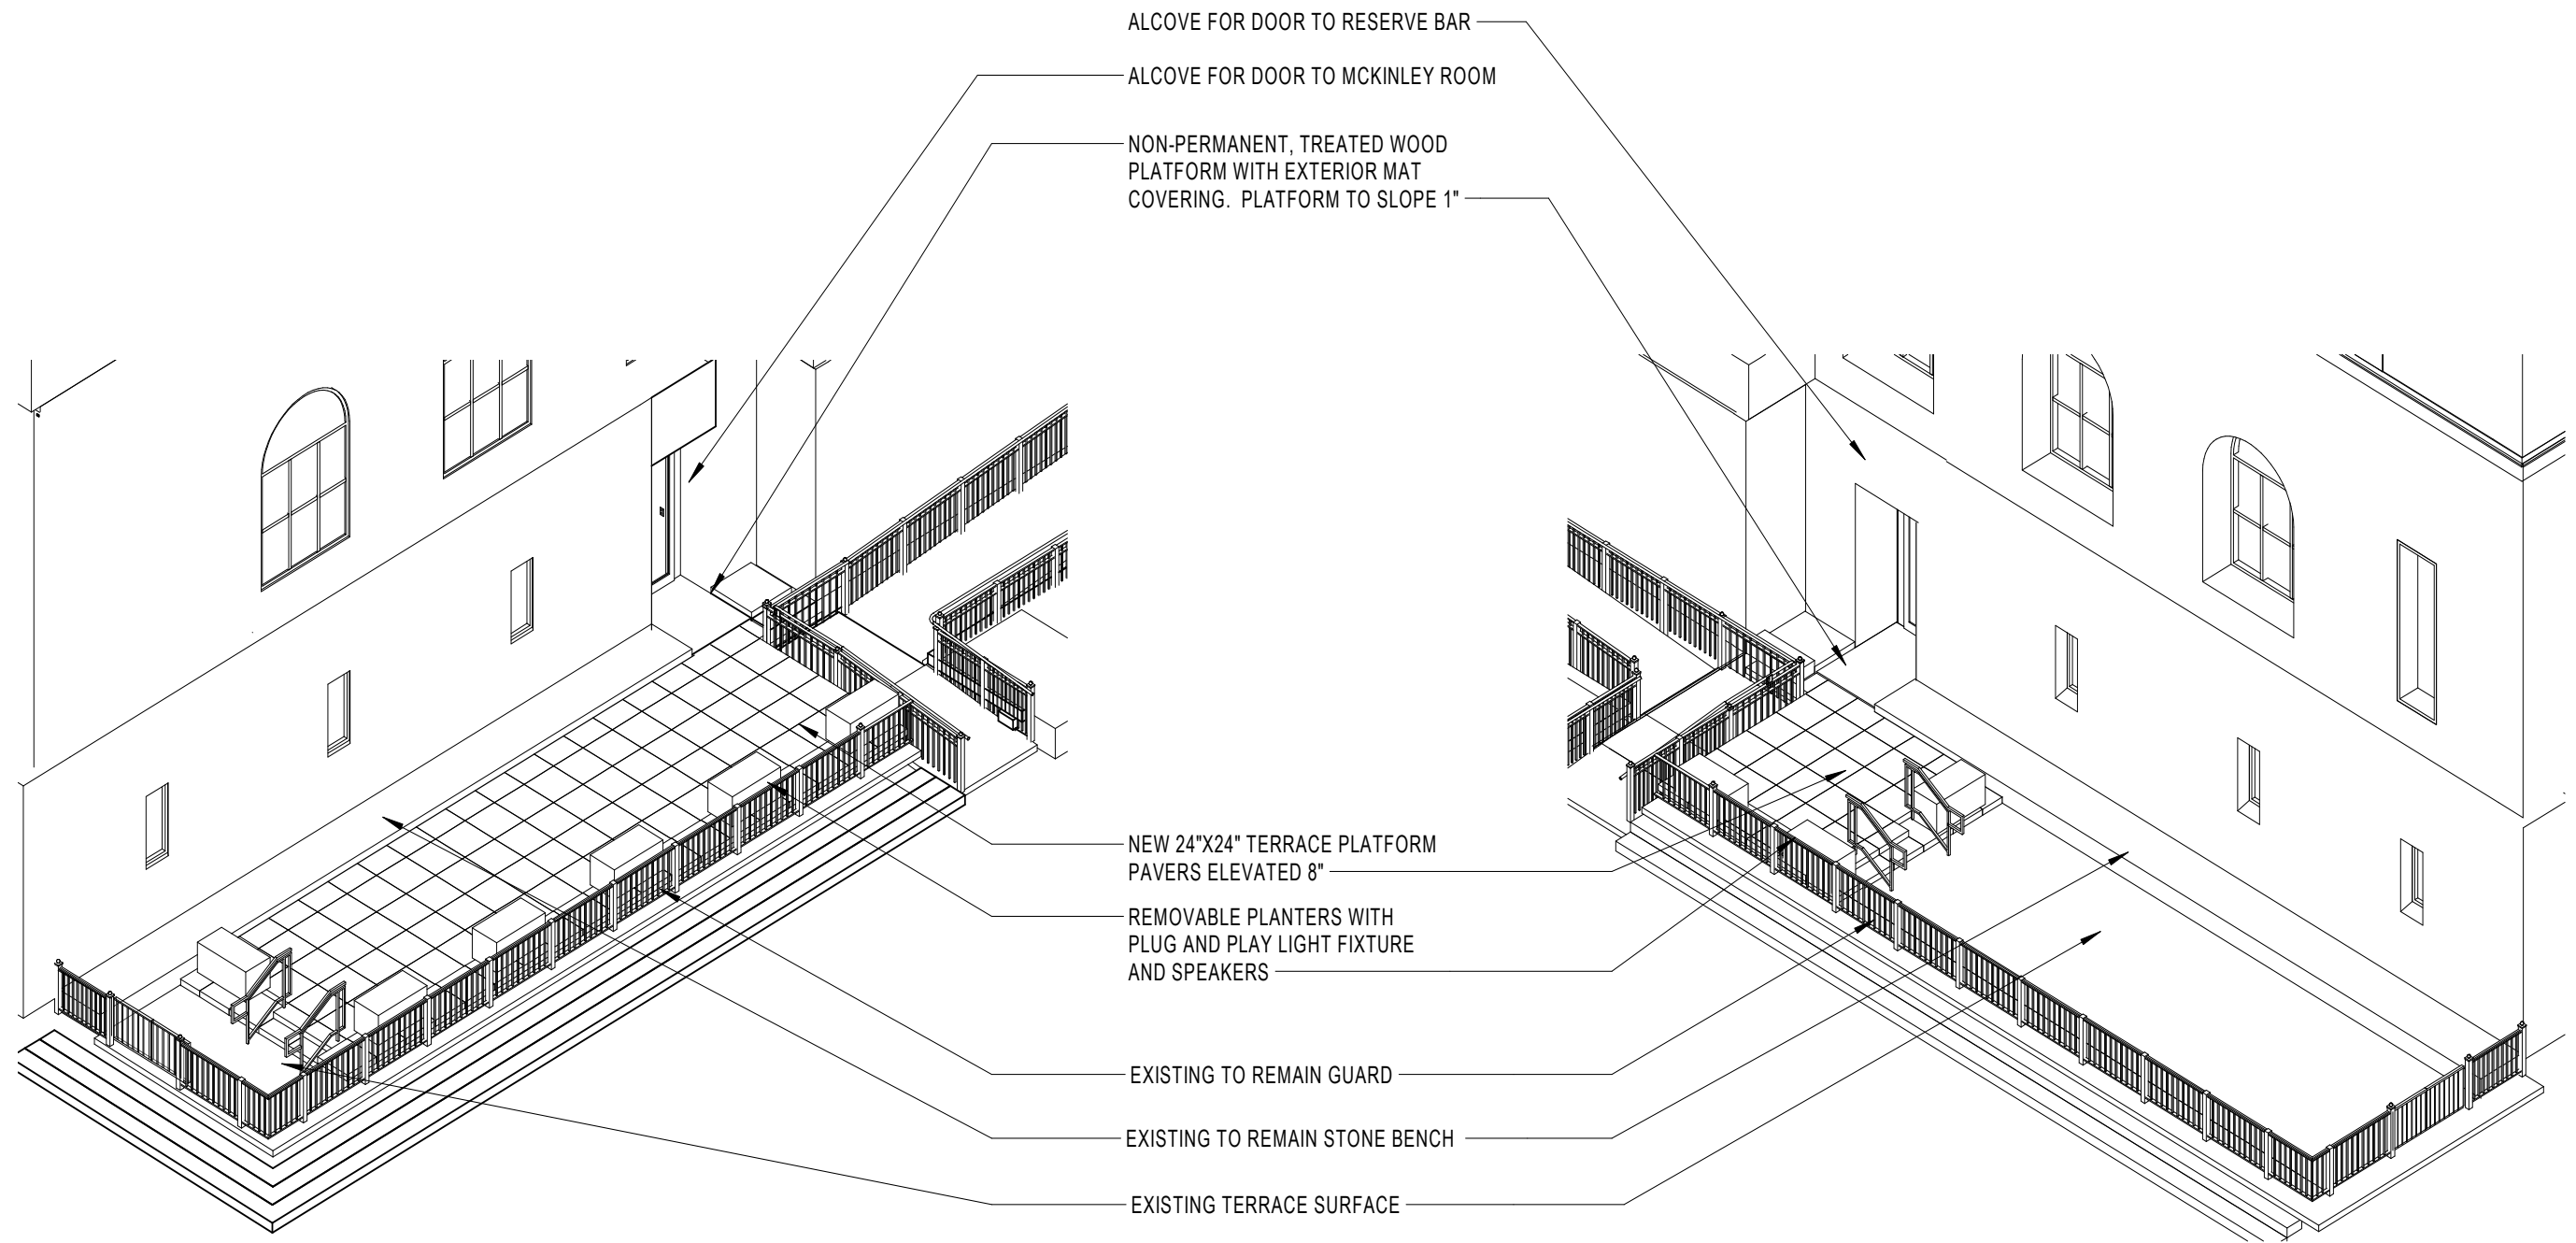 ALCOVE FOR DOOR TO RESERVE BAR
ALCOVE FOR DOOR TO MCKINLEY ROOM
NON-PERMANENT, TREATED WOOD
PLATFORM WITH EXTERIOR MAT
COVERING. PLATFORM TO SLOPE 1"
NEW 24"X24" TERRACE PLATFORM
PAVERS ELEVATED 8"
REMOVABLE PLANTERS WITH
PLUG AND PLAY LIGHT FIXTURE
AND SPEAKERS
EXISTING TO REMAIN GUARD
EXISTING TO REMAIN STONE BENCH
EXISTING TERRACE SURFACE